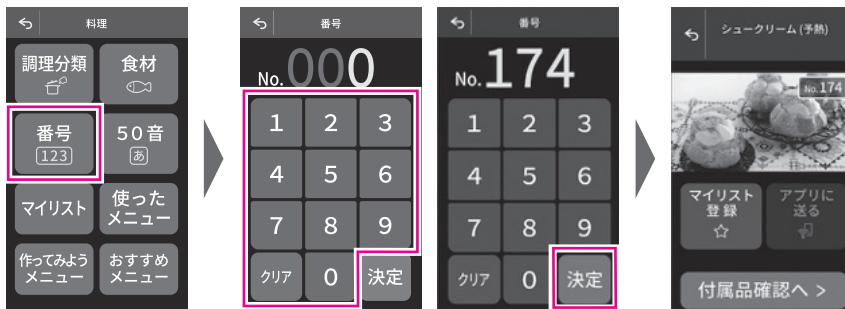 料理
調理分類 食材
番号 50音
123 あ
マイリスト 使った
メニュー
作ってみよう
メニュー
おすすめ
メニュー
番号
No.000
1 2 3
4 5 6
7 8 9
クリア 0 決定
番号
No.174
1 2 3
4 5 6
7 8 9
クリア 0 決定
シュークリーム(予熱)
No.174
マイリスト
登録
アプリに
送る
付属品確認へ >